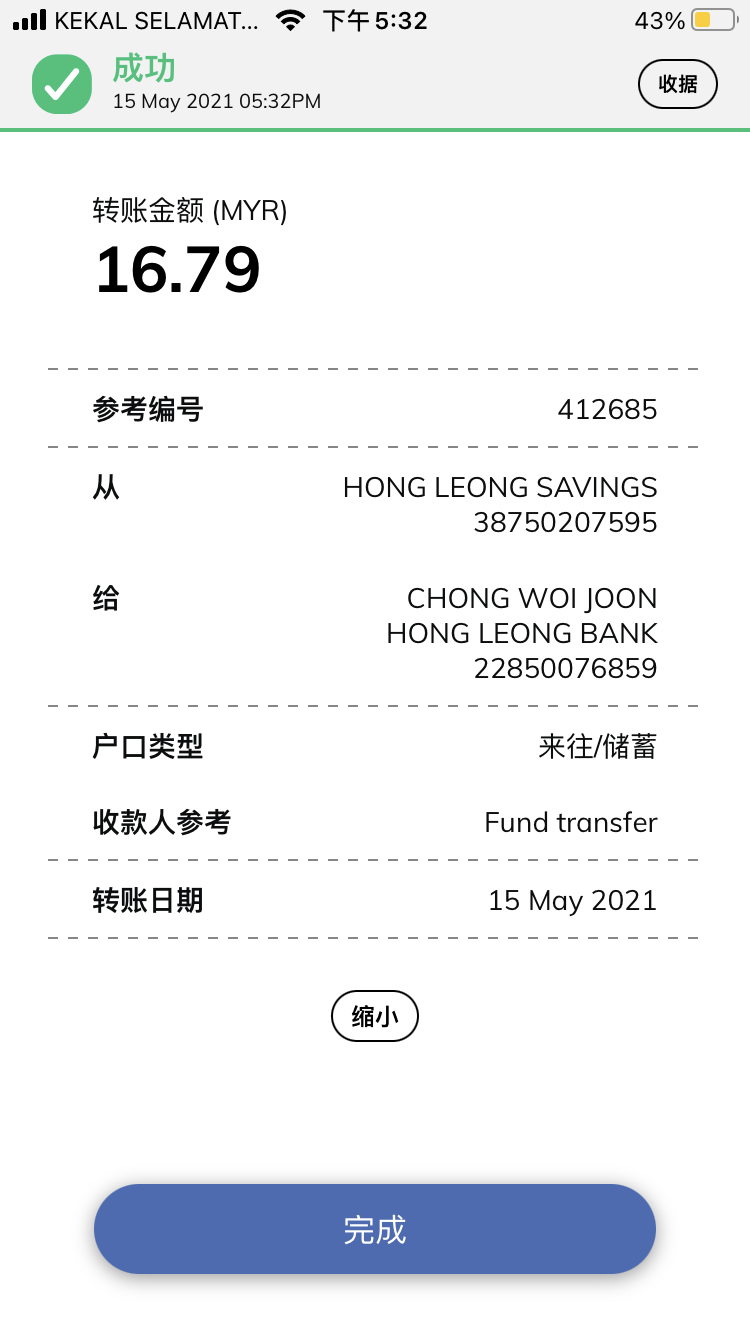 KEKAL SELAMAT... 下午5:32 43%
成功
15 May 2021 05:32PM
收据
转账金额 (MYR)
16.79
参考编号 412685
从 HONG LEONG SAVINGS
38750207595
给 CHONG WOI JOON
HONG LEONG BANK
22850076859
户口类型 来往/储蓄
收款人参考 Fund transfer
转账日期 15 May 2021
缩小
完成